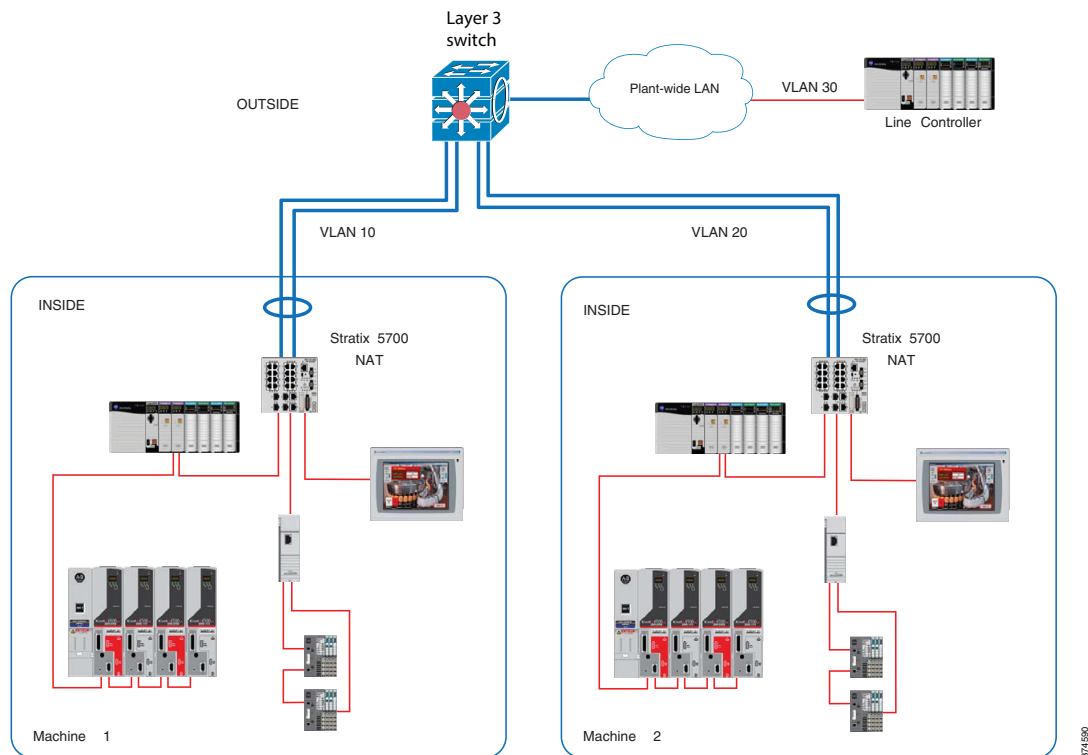 Layer 3
switch
OUTSIDE
Plant-wide LAN
VLAN 30
Line Controller
VLAN 10
VLAN 20
INSIDE
Stratix 5700
NAT
INSIDE
Stratix 5700
NAT
Machine 1
Machine 2